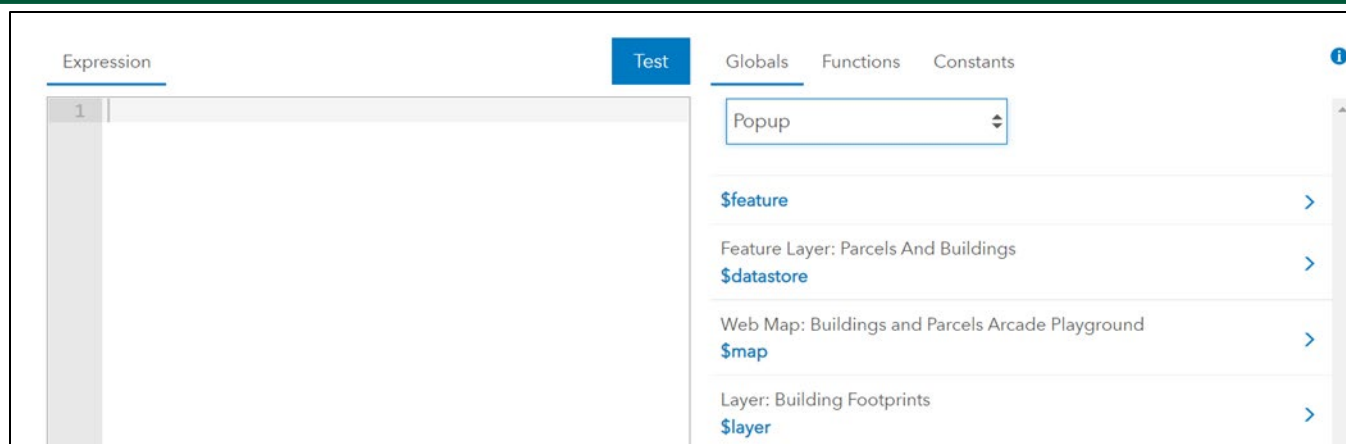 Expression
Test
Globals Functions Constants
1
Popup
$feature
Feature Layer: Parcels And Buildings
$datastore
Web Map: Buildings and Parcels Arcade Playground
$map
Layer: Building Footprints
$layer